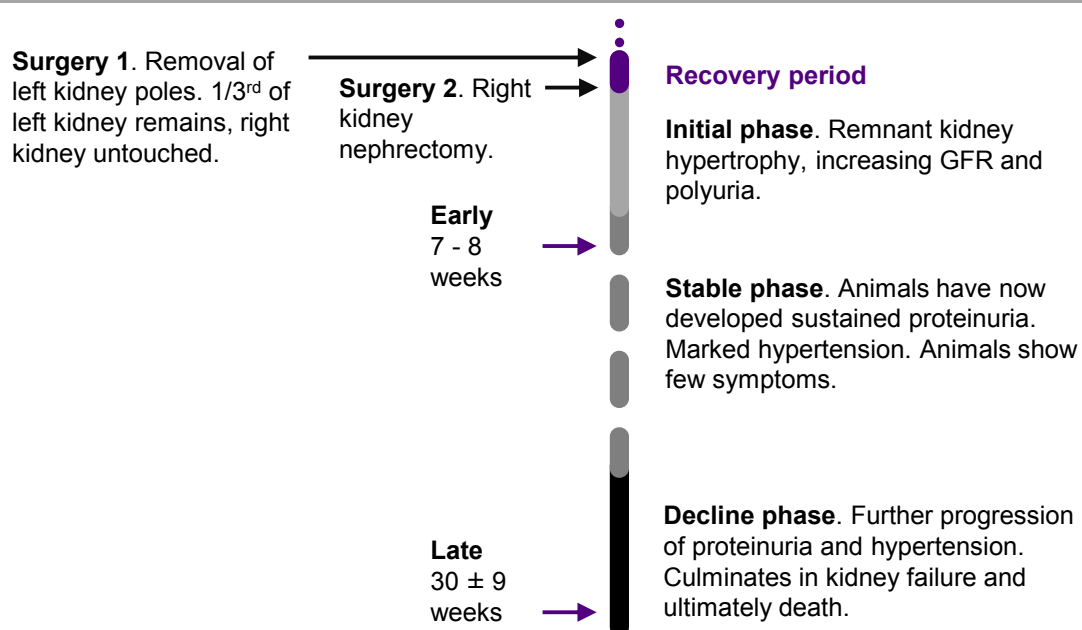 Surgery 1. Removal of
left kidney poles. 1/3rd of
left kidney remains, right
kidney untouched.
Surgery 2. Right
kidney
nephrectomy.
Recovery period
Initial phase. Remnant kidney
hypertrophy, increasing GFR and
polyuria.
Early
7 - 8
weeks
Stable phase. Animals have now
developed sustained proteinuria.
Marked hypertension. Animals show
few symptoms.
Late
30 ± 9
weeks
Decline phase. Further progression
of proteinuria and hypertension.
Culminates in kidney failure and
ultimately death.